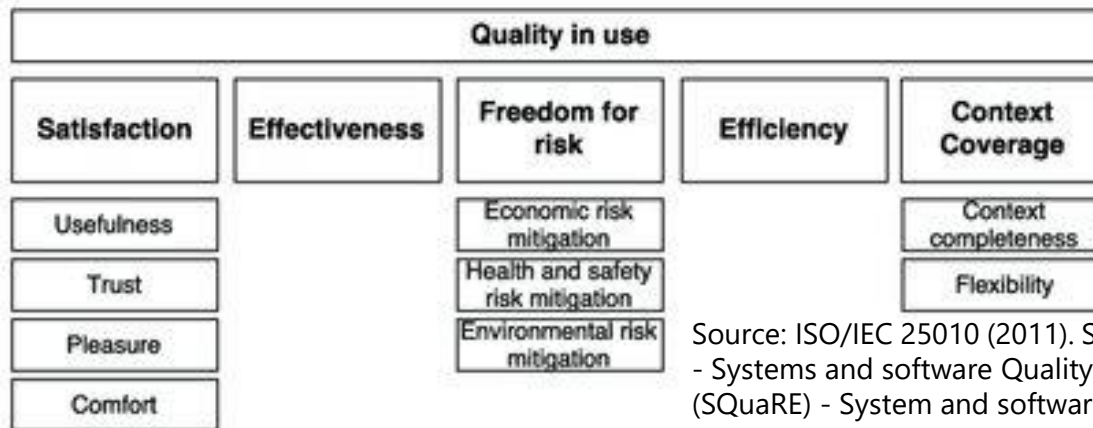 Quality in use
Satisfaction
Effectiveness
Freedom for
risk
Efficiency
Context
Coverage
Usefulness
Trust
Pleasure
Comfort
Economic risk
mitigation
Health and safety
risk mitigation
Environmental risk
mitigation
Context
completeness
Flexibility
Source: ISO/IEC 25010 (2011). S
- Systems and software Quality
(SQuaRE) - System and softwar